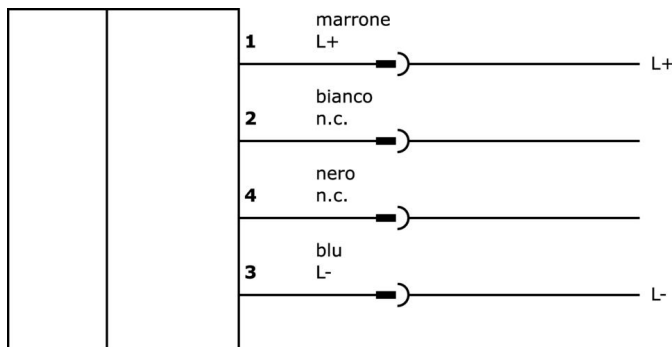 marrone
1 L+ L+
bianco
2 n.c.
nero
4 n.c.
blu
3 L- L-